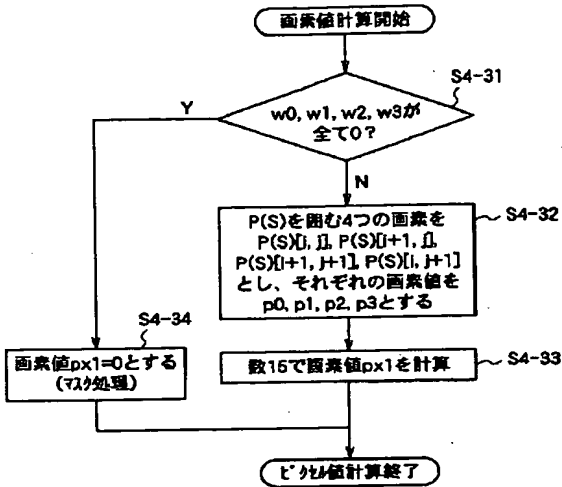 画素値計算開始
S4-31
w0, w1, w2, w3が
全て0?
Y
N
S4-32
P(S)を囲む4つの画素を
P(S)[i, j], P(S)[i+1, j],
P(S)[i+1, j+1], P(S)[i, j+1]
とし、それぞれの画素値を
p0, p1, p2, p3とする
S4-34
画素値px1=0とする
(マスク処理)
S4-33
数15で画素値px1を計算
ピクセル値計算終了